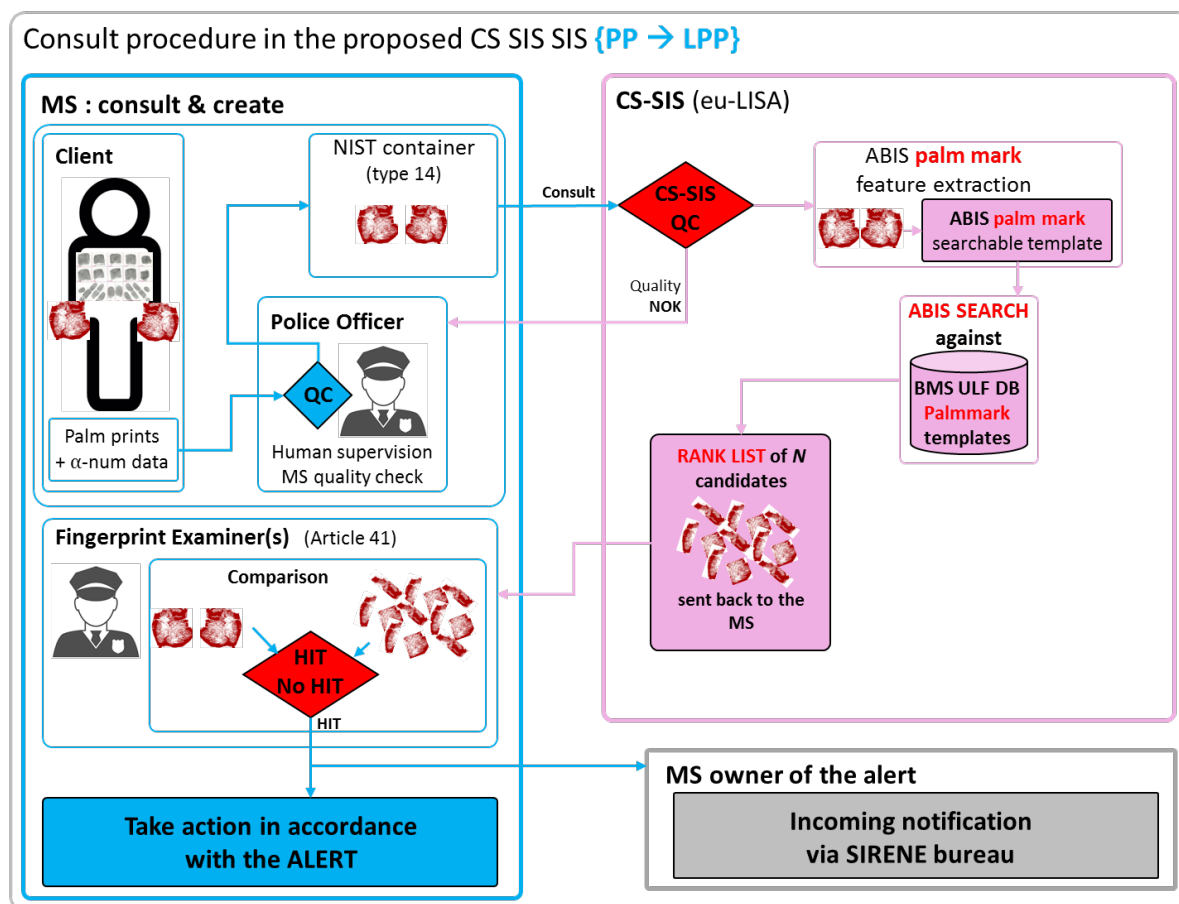 Consult procedure in the proposed CS SIS SIS {PP → LPP}
MS : consult & create
Client
Palm prints
+ α-num data
NIST container
(type 14)
Police Officer
QC
Human supervision
MS quality check
Consult
CS-SIS (eu-LISA)
CS-SIS
QC
Quality
NOK
ABIS palm mark
feature extraction
ABIS palm mark
searchable template
ABIS SEARCH
against
BMS ULF DB
Palmmark
templates
RANK LIST of N
candidates
sent back to the
MS
Fingerprint Examiner(s) (Article 41)
Comparison
HIT
No HIT
HIT
Take action in accordance
with the ALERT
MS owner of the alert
Incoming notification
via SIRENE bureau